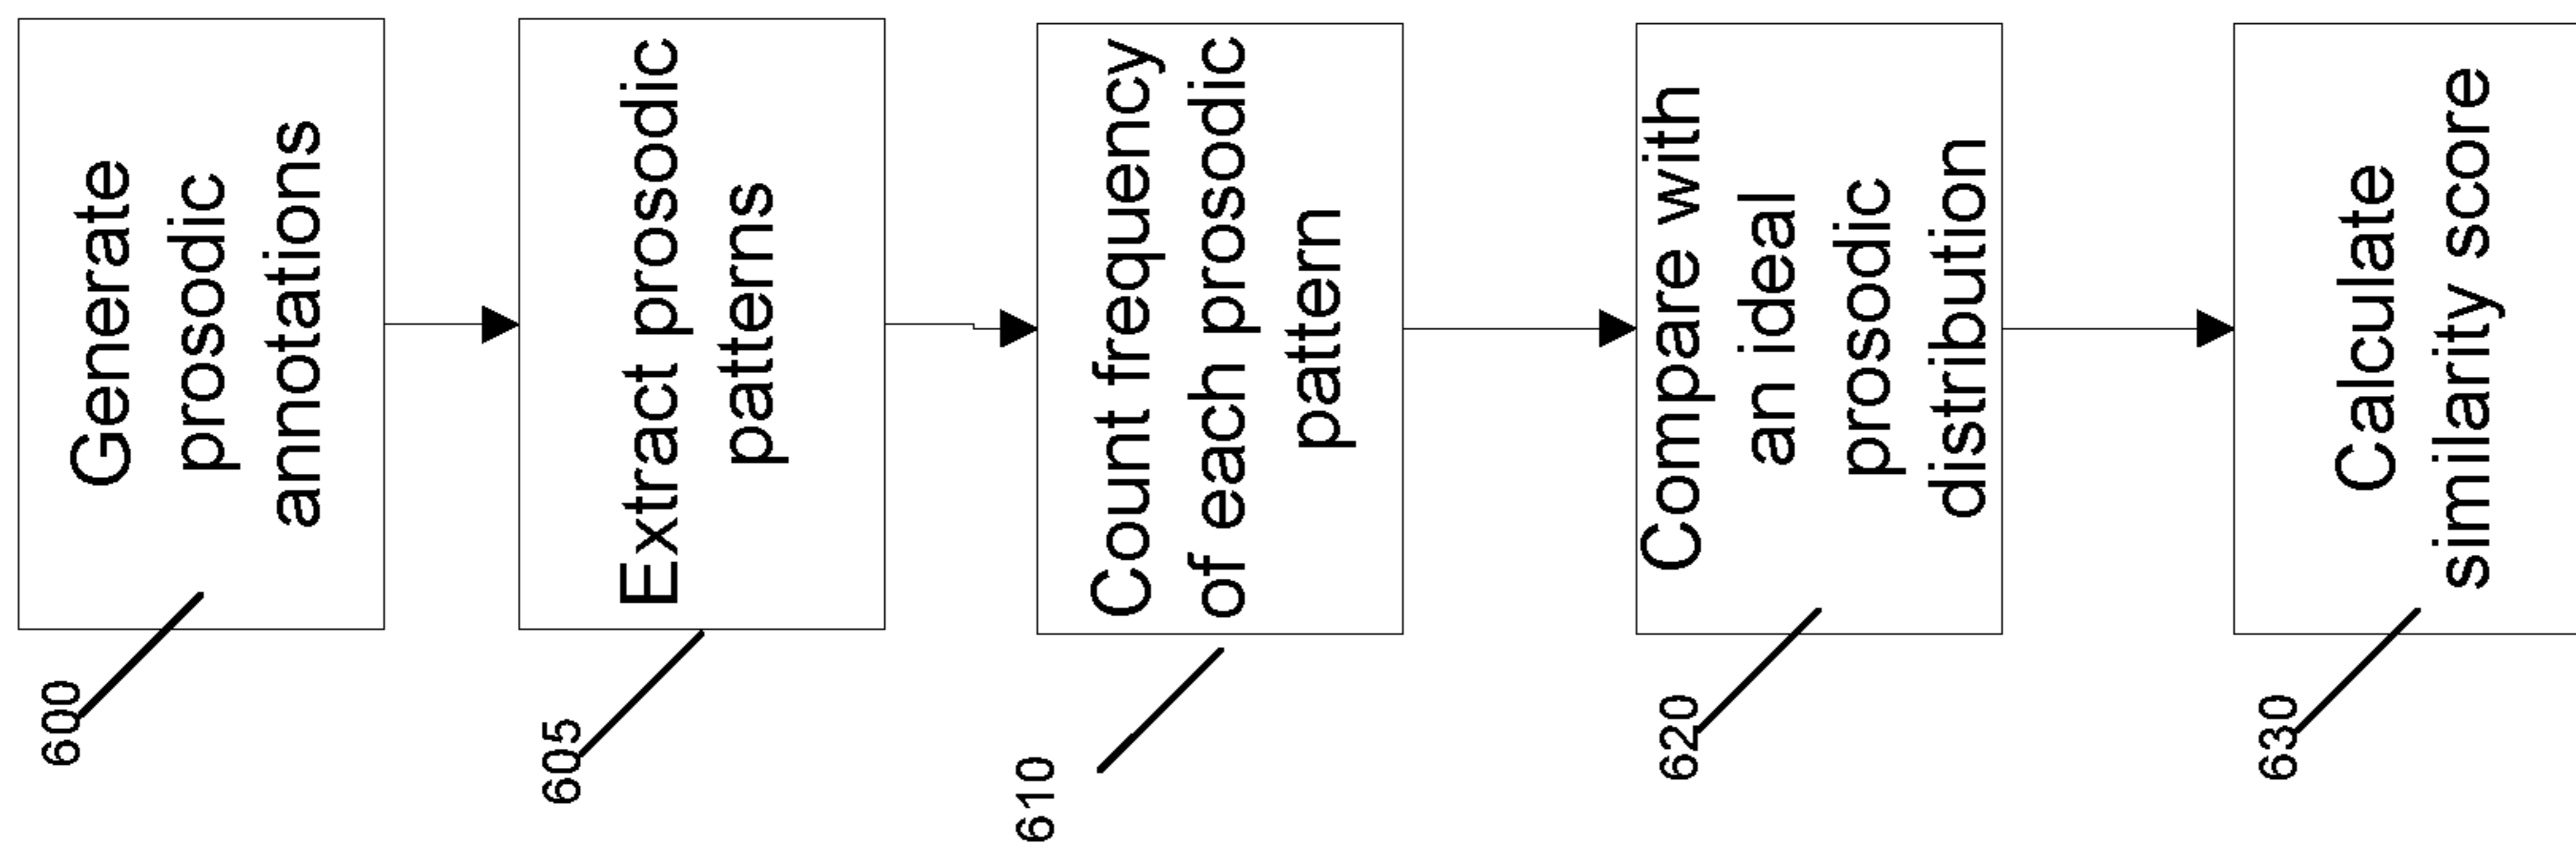 Generate
prosodic
annotations
600
Extract prosodic
patterns
605
Count frequency
of each prosodic
pattern
610
Compare with
an ideal
prosodic
distribution
620
Calculate
similarity score
630